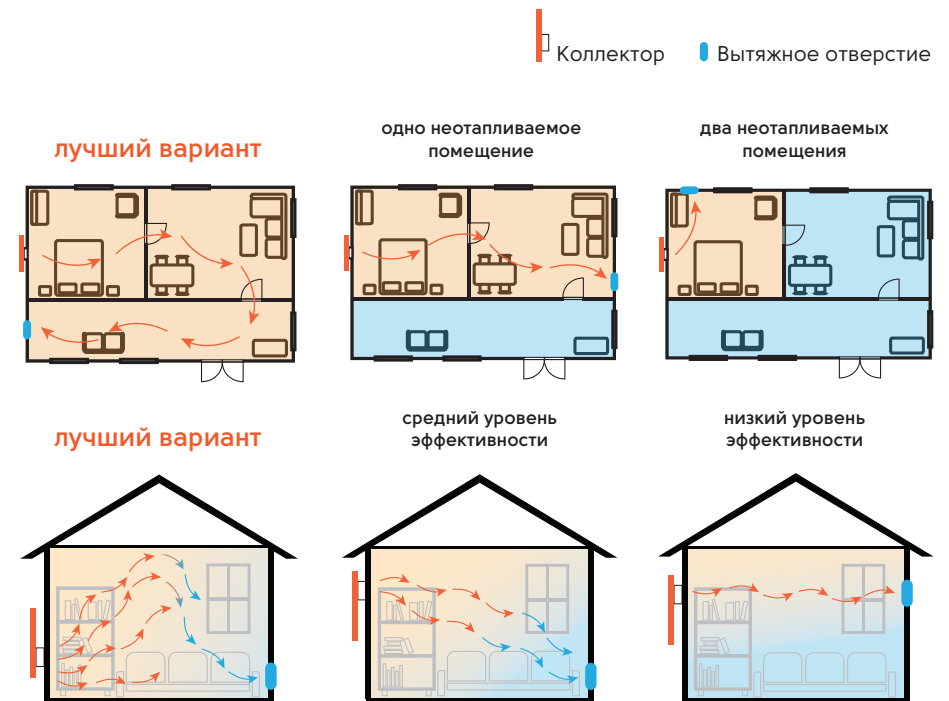 Коллектор
Вытяжное отверстие
лучший вариант
одно неотапливаемое
помещение
два неотапливаемых
помещения
лучший вариант
средний уровень
эффективности
низкий уровень
эффективности